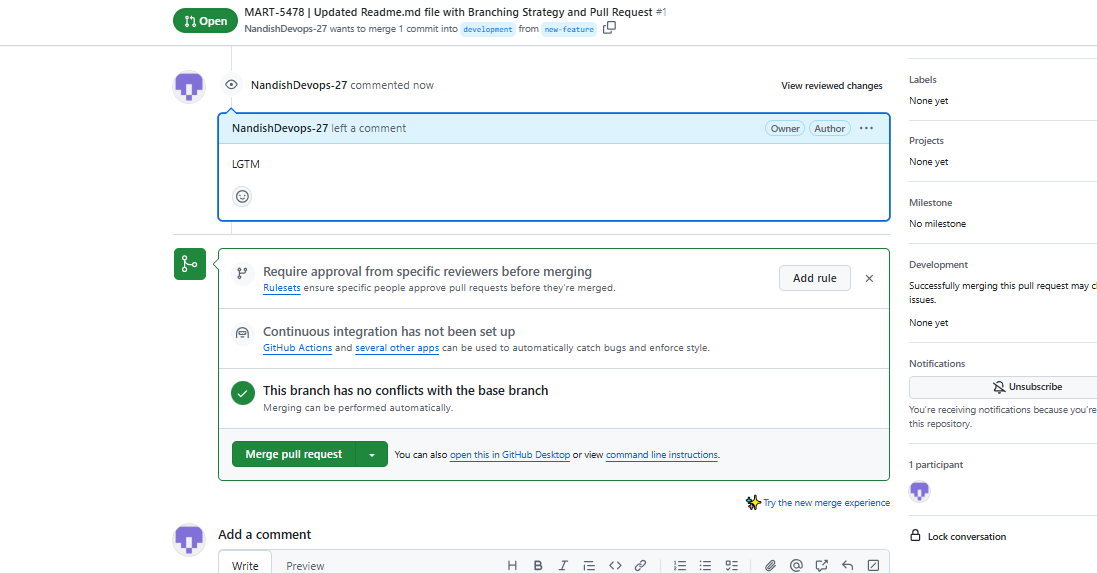 Open
MART-5478 | Updated Readme.md file with Branching Strategy and Pull Request #1
NandishDevops-27 wants to merge 1 commit into development from new-feature
NandishDevops-27 commented now
View reviewed changes
NandishDevops-27 left a comment
Owner
Author
LGTM
Require approval from specific reviewers before merging
Rulesets ensure specific people approve pull requests before they're merged.
Add rule
Continuous integration has not been set up
GitHub Actions and several other apps can be used to automatically catch bugs and enforce style.
This branch has no conflicts with the base branch
Merging can be performed automatically.
Merge pull request
You can also open this in GitHub Desktop or view command line instructions.
Try the new merge experience
Add a comment
Write
Preview
Labels
None yet
Projects
None yet
Milestone
No milestone
Development
Successfully merging this pull request may
issues.
None yet
Notifications
Unsubscribe
You're receiving notifications because you're
this repository.
1 participant
Lock conversation